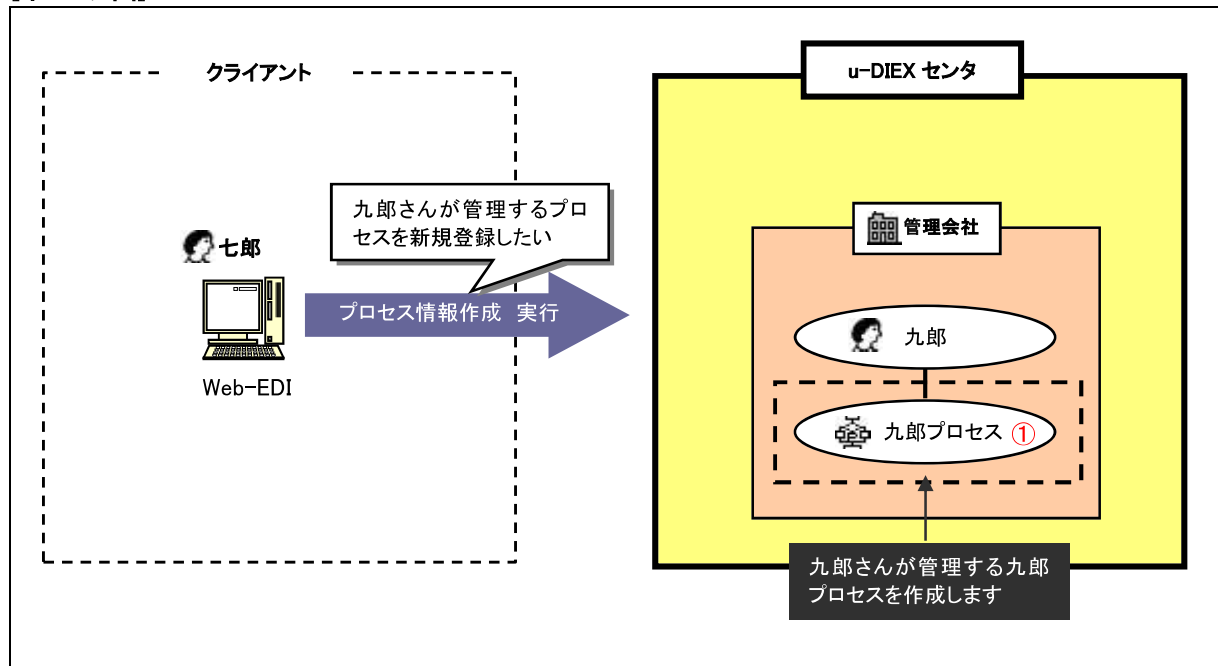 クライアント
u-DIEX センタ
九郎さんが管理するプロ
セスを新規登録したい
管理会社
七郎
プロセス情報作成 実行
九郎
Web-EDI
九郎プロセス ①
九郎さんが管理する九郎
プロセスを作成します